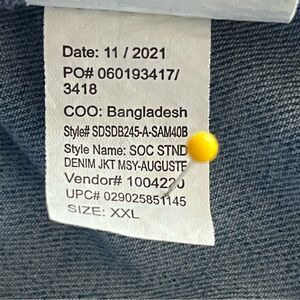 Date: 11 / 2021
PO# 060193417/
3418
COO: Bangladesh
Style# SDSDB245-A-SAM40B
Style Name: SOC STND
DENIM JKT MSY-AUGUSTE
Vendor# 1004220
UPC# 029025851145
SIZE: XXL